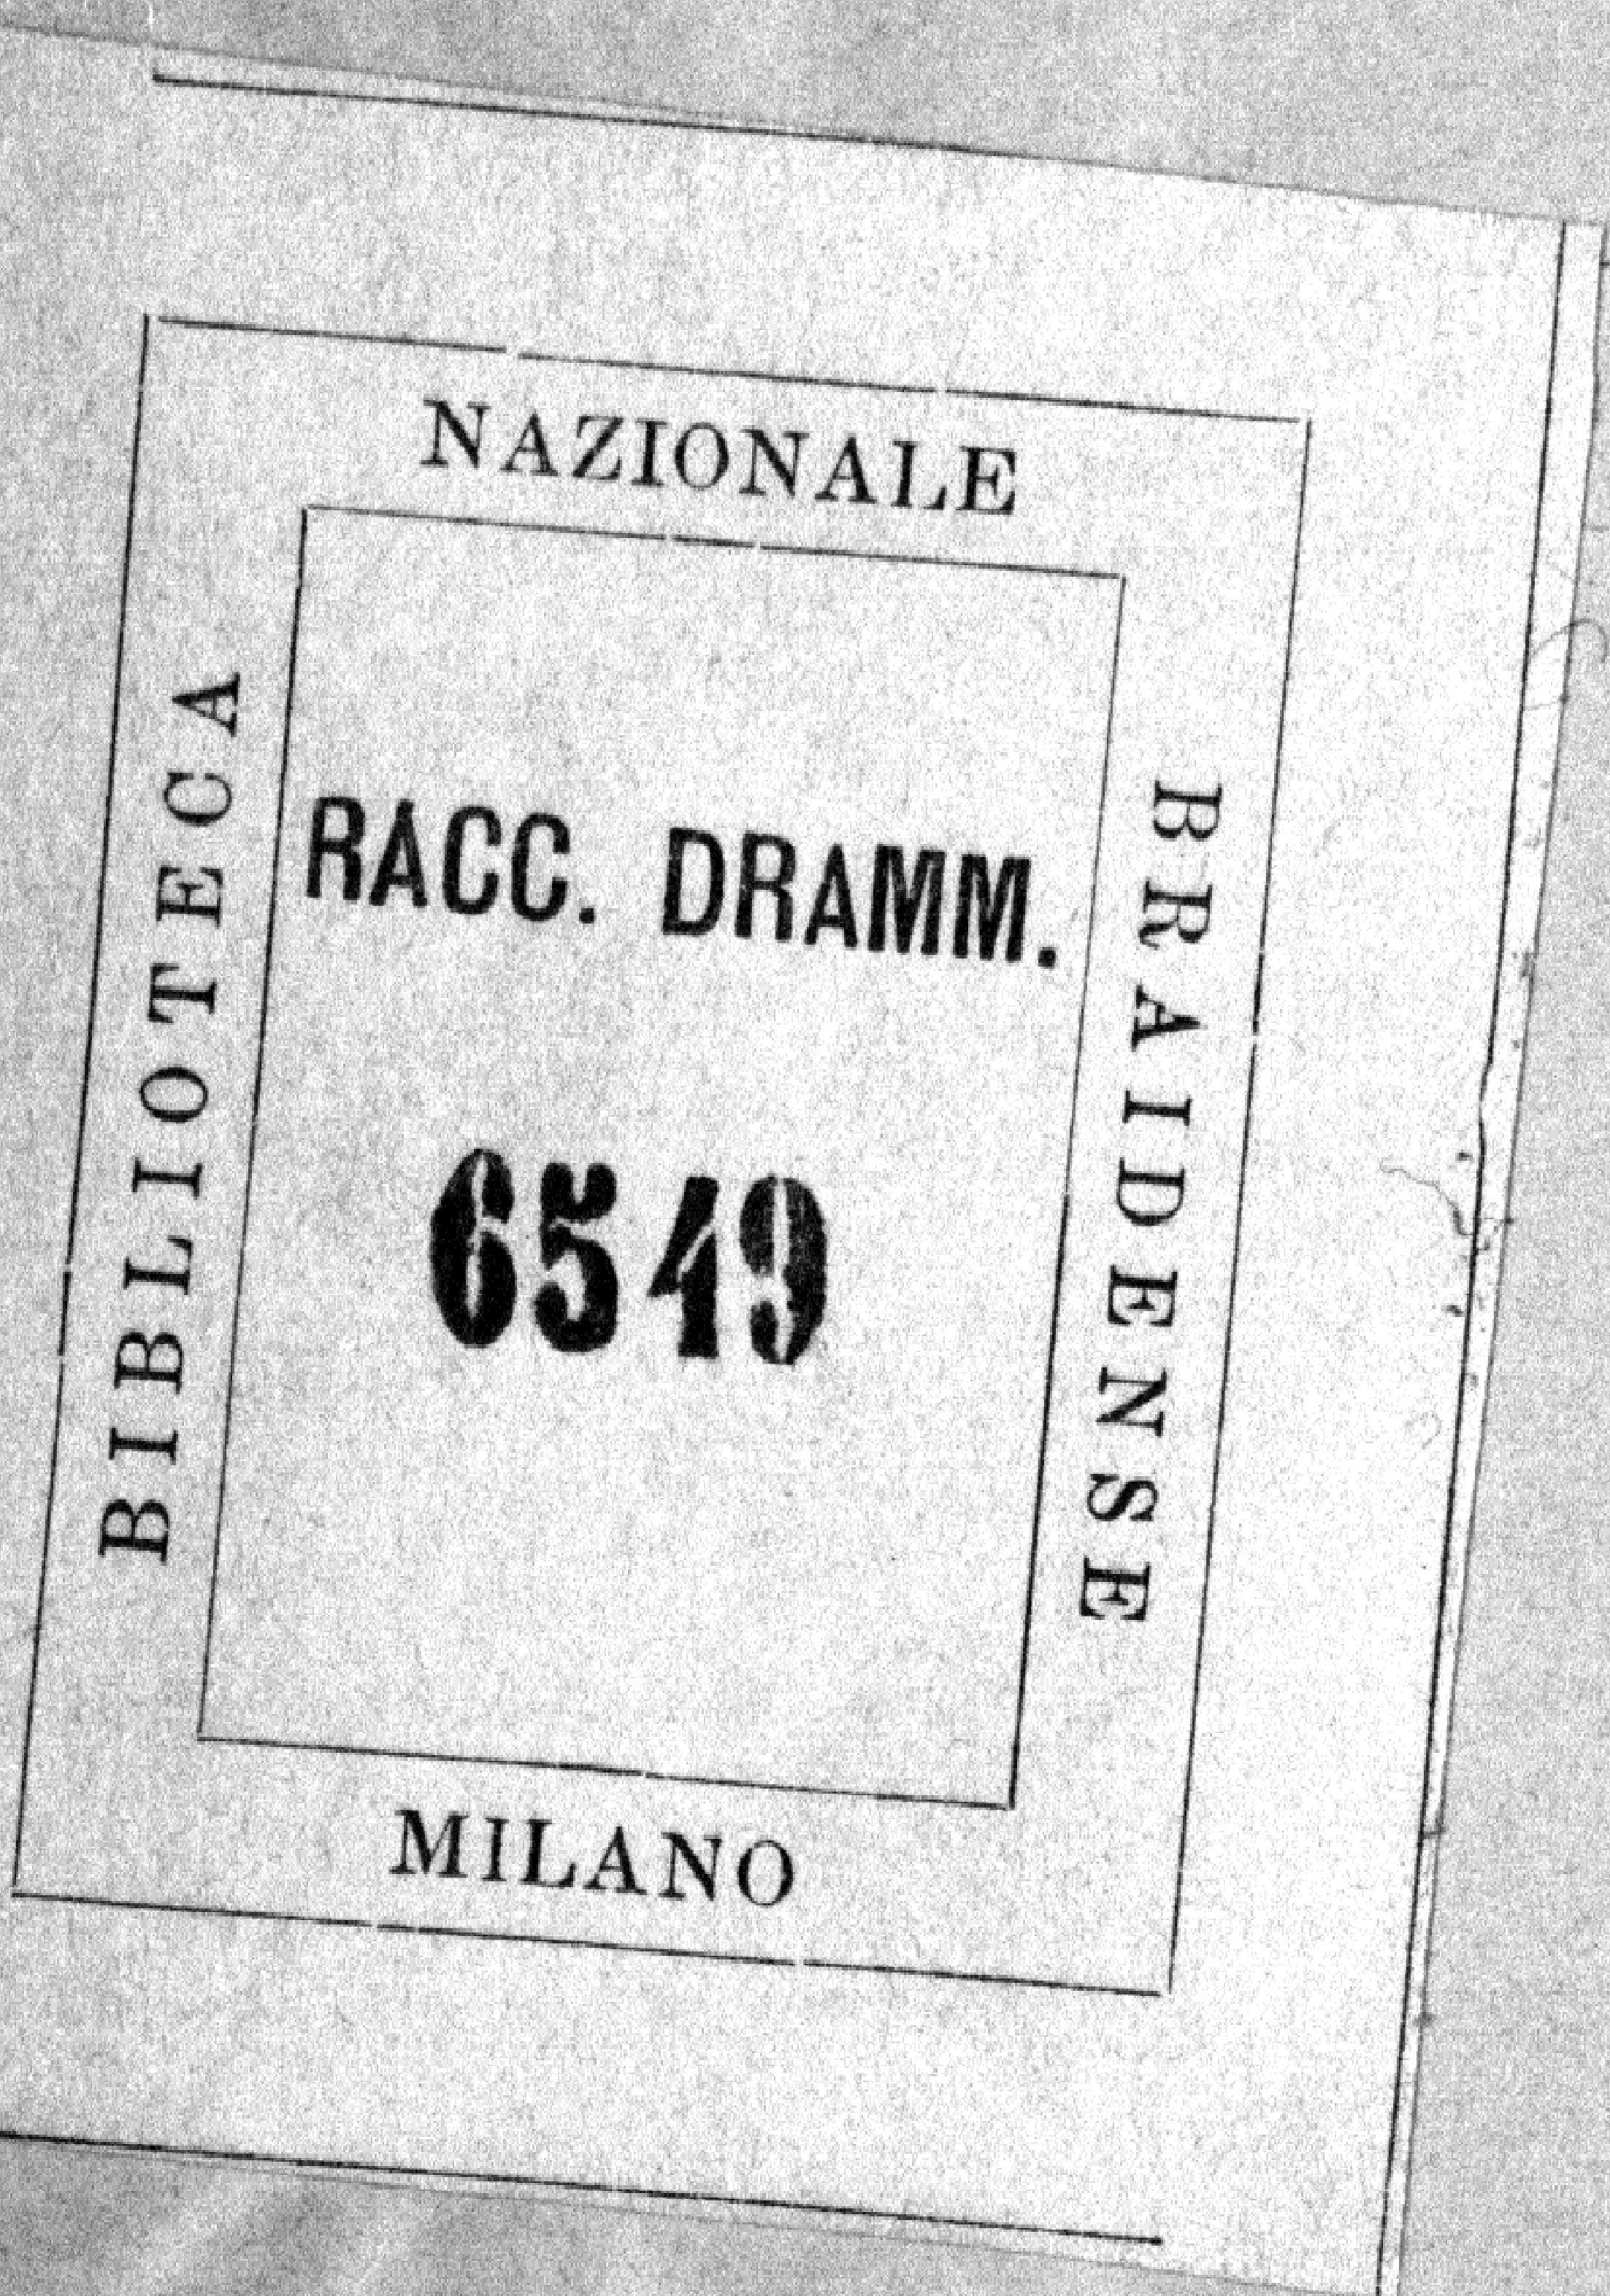 BIBLIOTECA
NAZIONALE
BRAIDENSE
RACC. DRAMM.
6549
MILANO